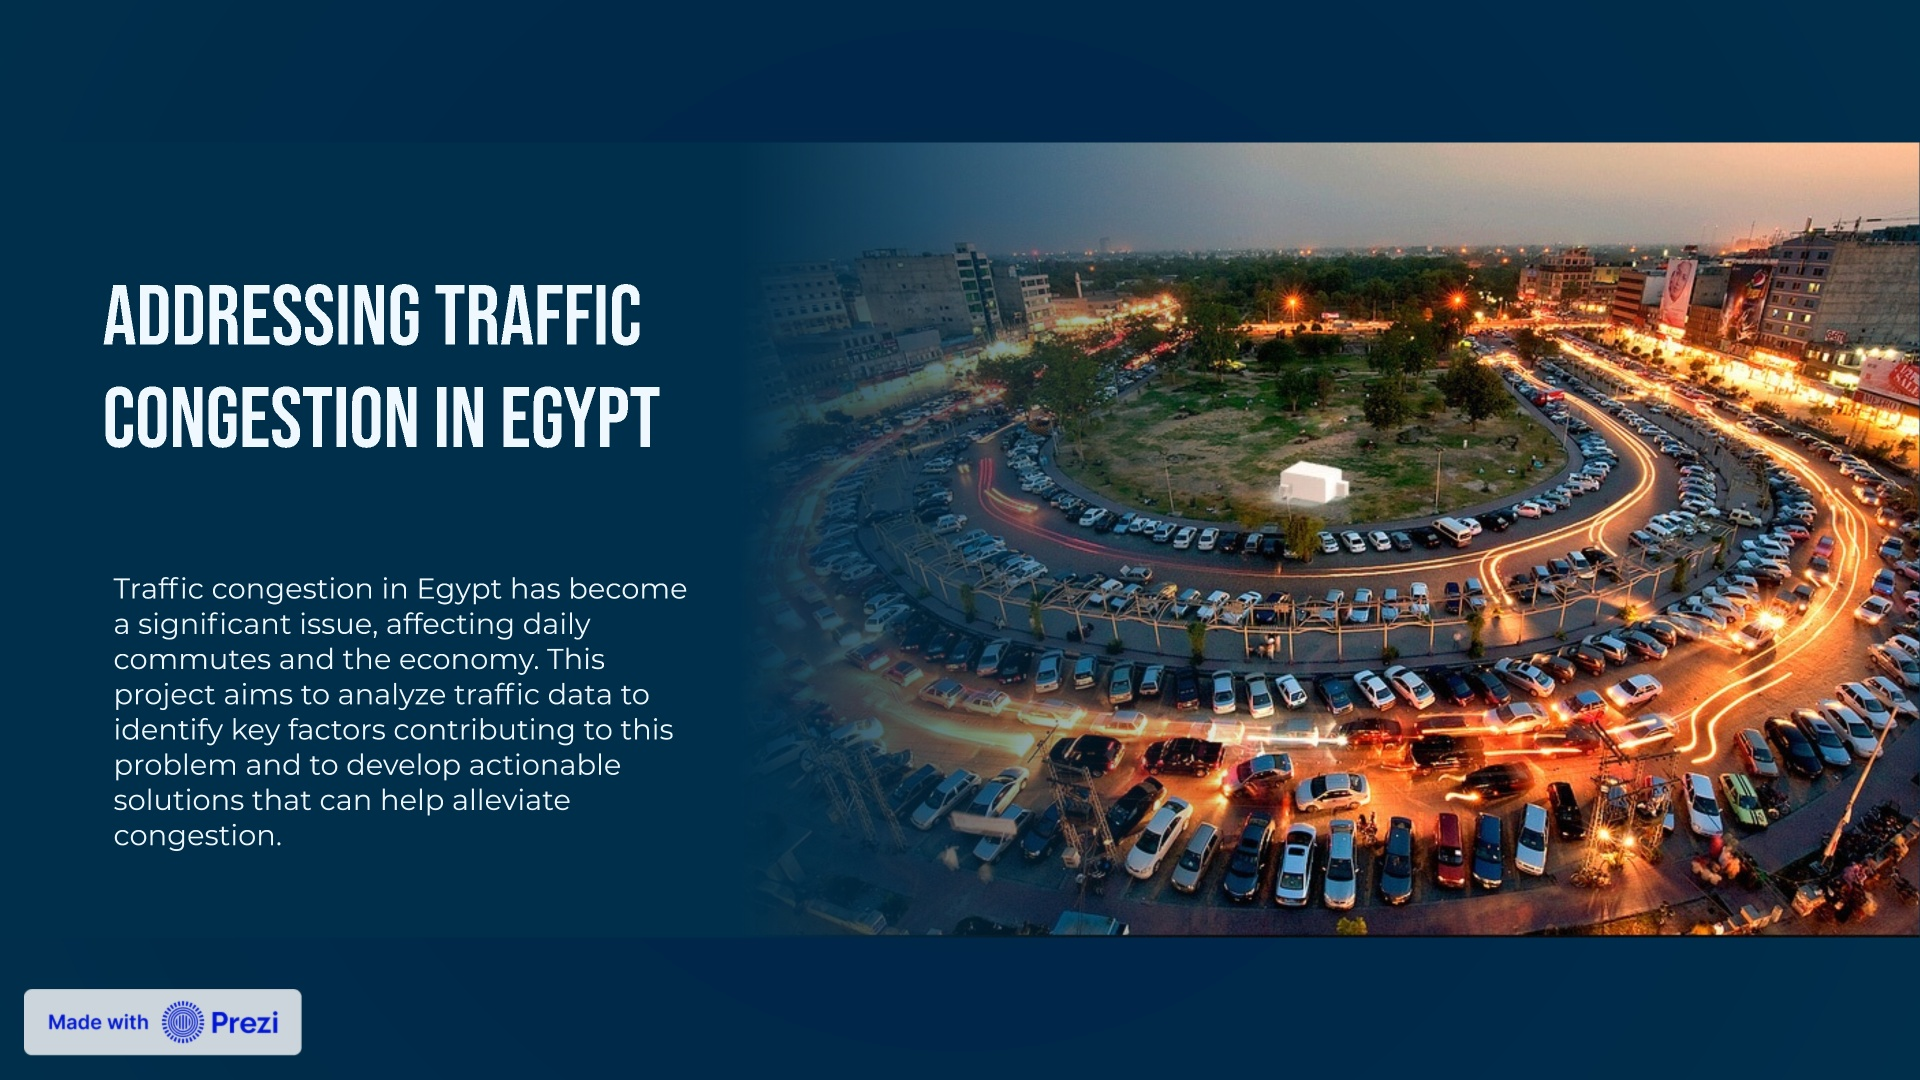 ADDRESSING TRAFFIC
CONGESTION IN EGYPT
Traffic congestion in Egypt has become
a significant issue, affecting daily
commutes and the economy. This
project aims to analyze traffic data to
identify key factors contributing to this
problem and to develop actionable
solutions that can help alleviate
congestion.
Made with Prezi